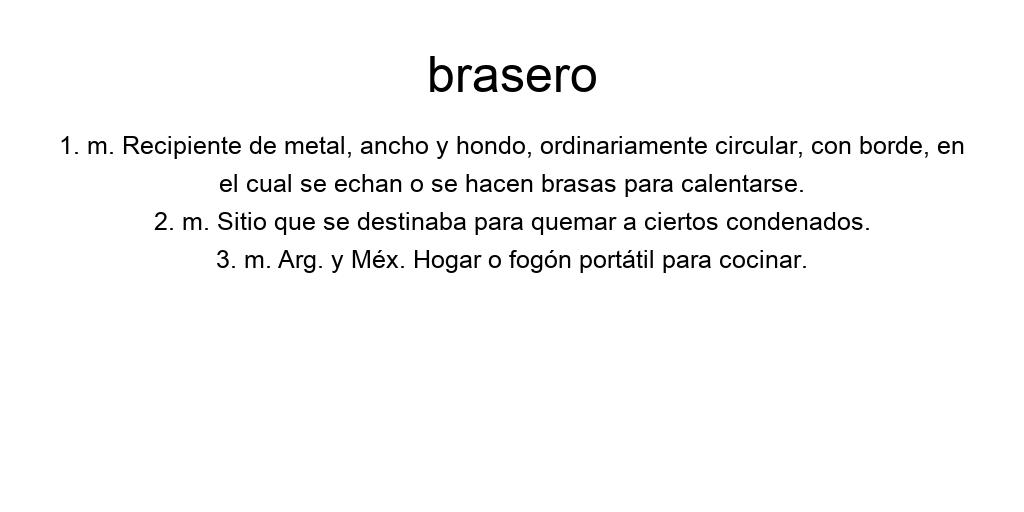 brasero
1. m. Recipiente de metal, ancho y hondo, ordinariamente circular, con borde, en
el cual se echan o se hacen brasas para calentarse.
2. m. Sitio que se destinaba para quemar a ciertos condenados.
3. m. Arg. y Méx. Hogar o fogón portátil para cocinar.